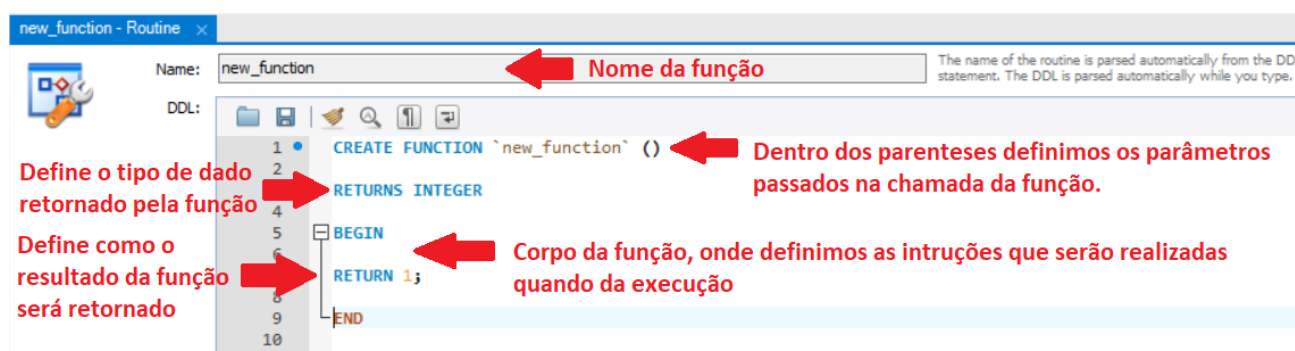 new_function - Routine ×
Name: new_function
Nome da função
The name of the routine is parsed automatically from the DD
statement. The DDL is parsed automatically while you type.
DDL:
1 CREATE FUNCTION `new_function` ()
Dentro dos parenteses definimos os parâmetros
passados na chamada da função.
2
Define o tipo de dado
retornado pela função
RETURNS INTEGER
4
5 BEGIN
6
Corpo da função, onde definimos as intruções que serão realizadas
quando da execução
Define como o
resultado da função
será retornado
RETURN 1;
8
9 END
10